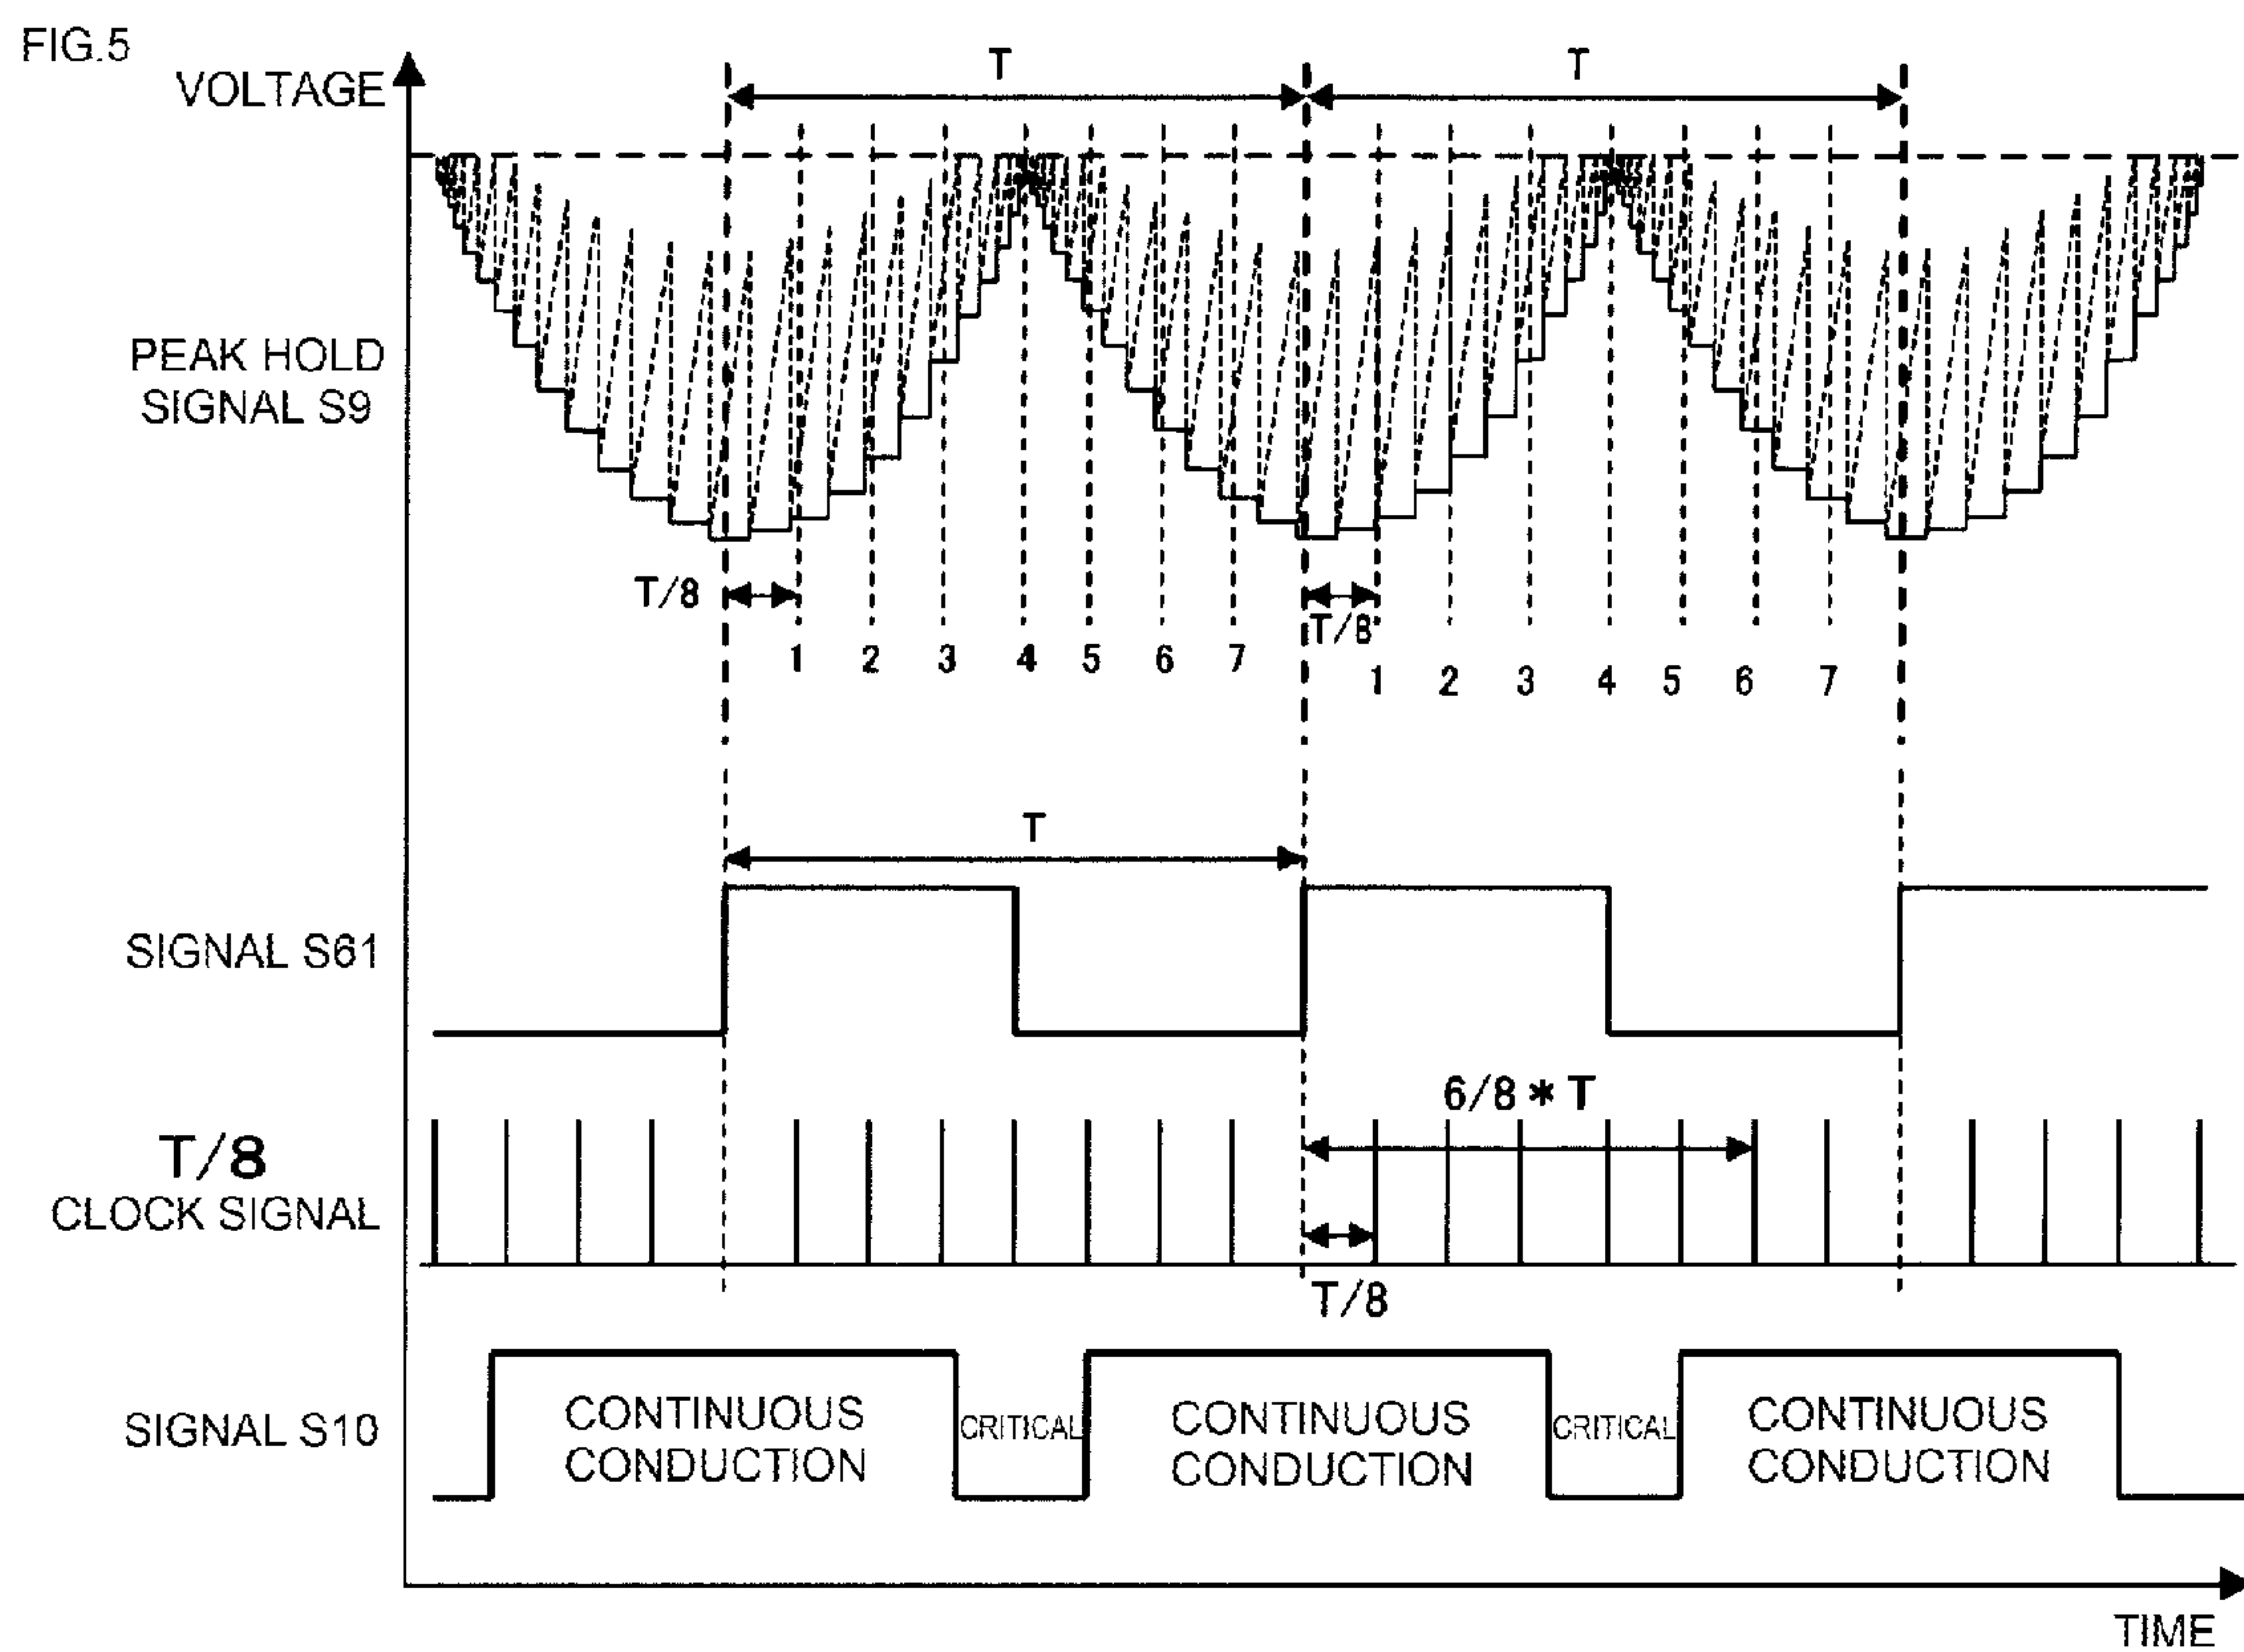 FIG.5
VOLTAGE
T
T
PEAK HOLD
SIGNAL S9
T/8
T/8
1 2 3 4 5 6 7
1 2 3 4 5 6 7
T
SIGNAL S61
6/8 * T
T/8
CLOCK SIGNAL
T/8
SIGNAL S10
CONTINUOUS
CONDUCTION
CRITICAL
CONTINUOUS
CONDUCTION
CRITICAL
CONTINUOUS
CONDUCTION
TIME